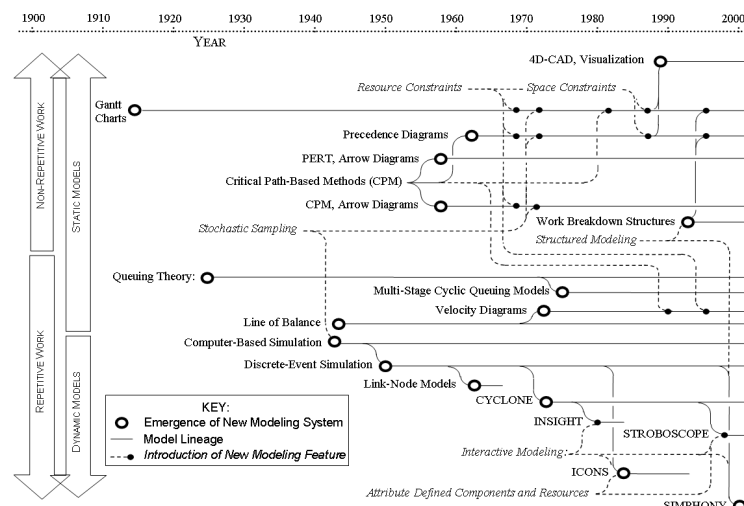 1900 1910 1920 1930 1940 1950 1960 1970 1980 1990 2000
YEAR
4D-CAD, Visualization
Resource Constraints Space Constraints
Gantt
Charts
Precedence Diagrams
PERT, Arrow Diagrams
Critical Path-Based Methods (CPM)
CPM, Arrow Diagrams
Work Breakdown Structures
Stochastic Sampling
Structured Modeling
Queuing Theory:
Multi-Stage Cyclic Queuing Models
Velocity Diagrams
Line of Balance
Computer-Based Simulation
Discrete-Event Simulation
Link-Node Models
CYCLONE
INSIGHT
STROBOSCOPE
Interactive Modeling:
ICONS
Attribute Defined Components and Resources
SIMPHONY
NON-REPETITIVE WORK
STATIC MODELS
REPETITIVE WORK
DYNAMIC MODELS
KEY:
Emergence of New Modeling System
Model Lineage
Introduction of New Modeling Feature